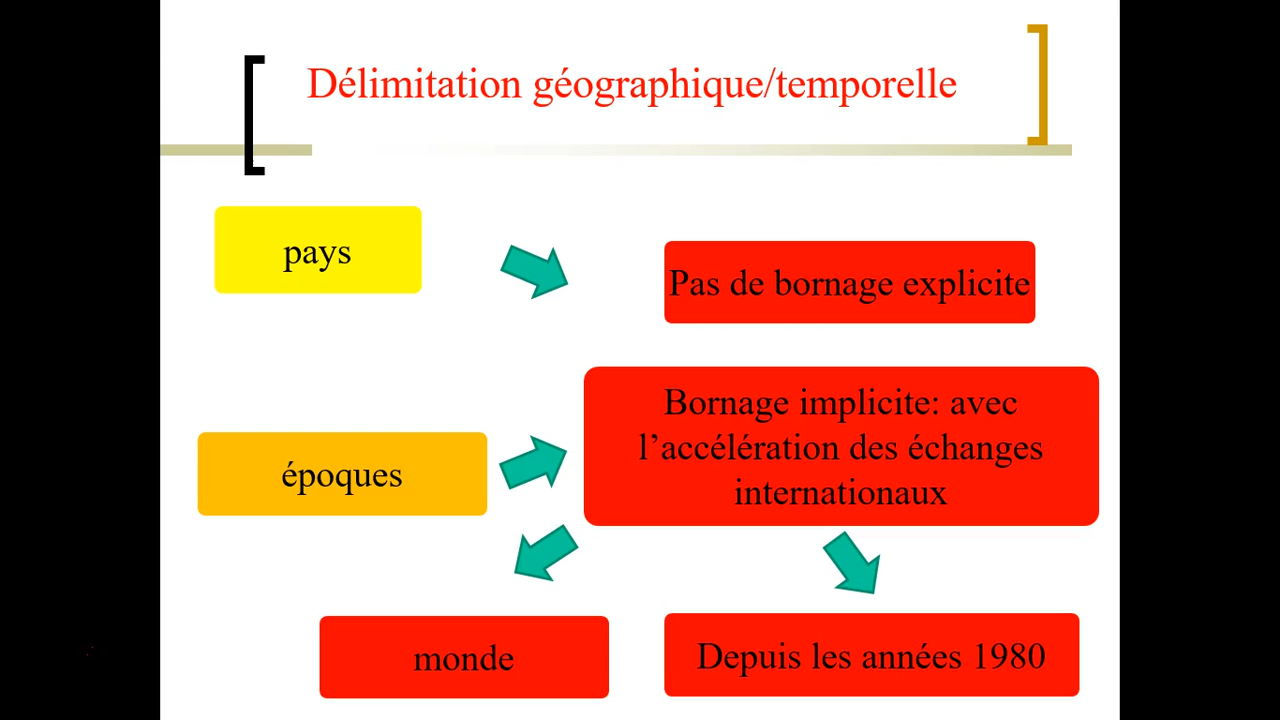 Délimitation géographique/temporelle
pays
Pas de bornage explicite
Bornage implicite: avec
l’accélération des échanges
internationaux
époques
monde
Depuis les années 1980